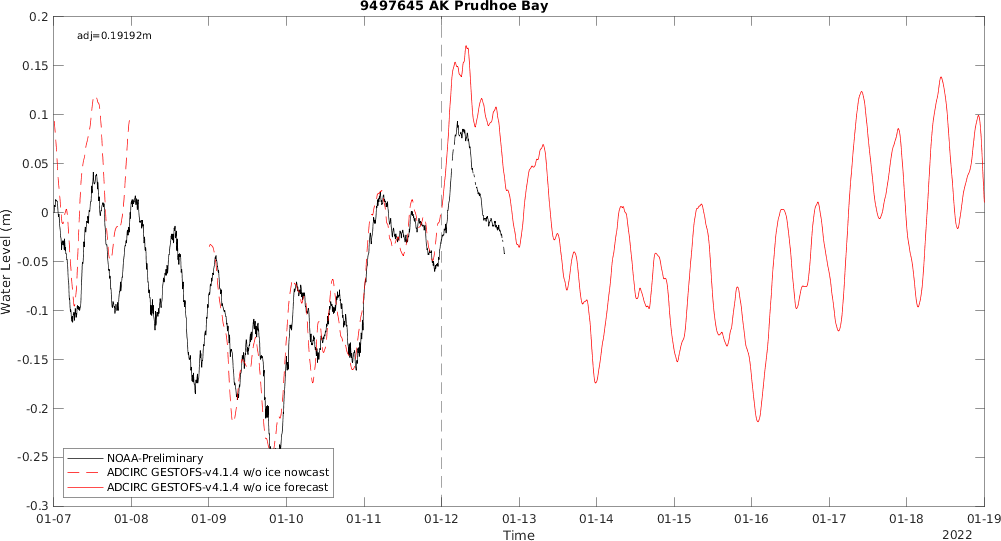 9497645 AK Prudhoe Bay
adj=0.19192m
0.2
0.15
0.1
0.05
0
-0.05
-0.1
-0.15
-0.2
-0.25
-0.3
Water Level (m)
NOAA-Preliminary
ADCIRC GESTOFS-v4.1.4 w/o ice nowcast
ADCIRC GESTOFS-v4.1.4 w/o ice forecast
01-07 01-08 01-09 01-10 01-11 01-12 01-13 01-14 01-15 01-16 01-17 01-18 01-19
Time
2022